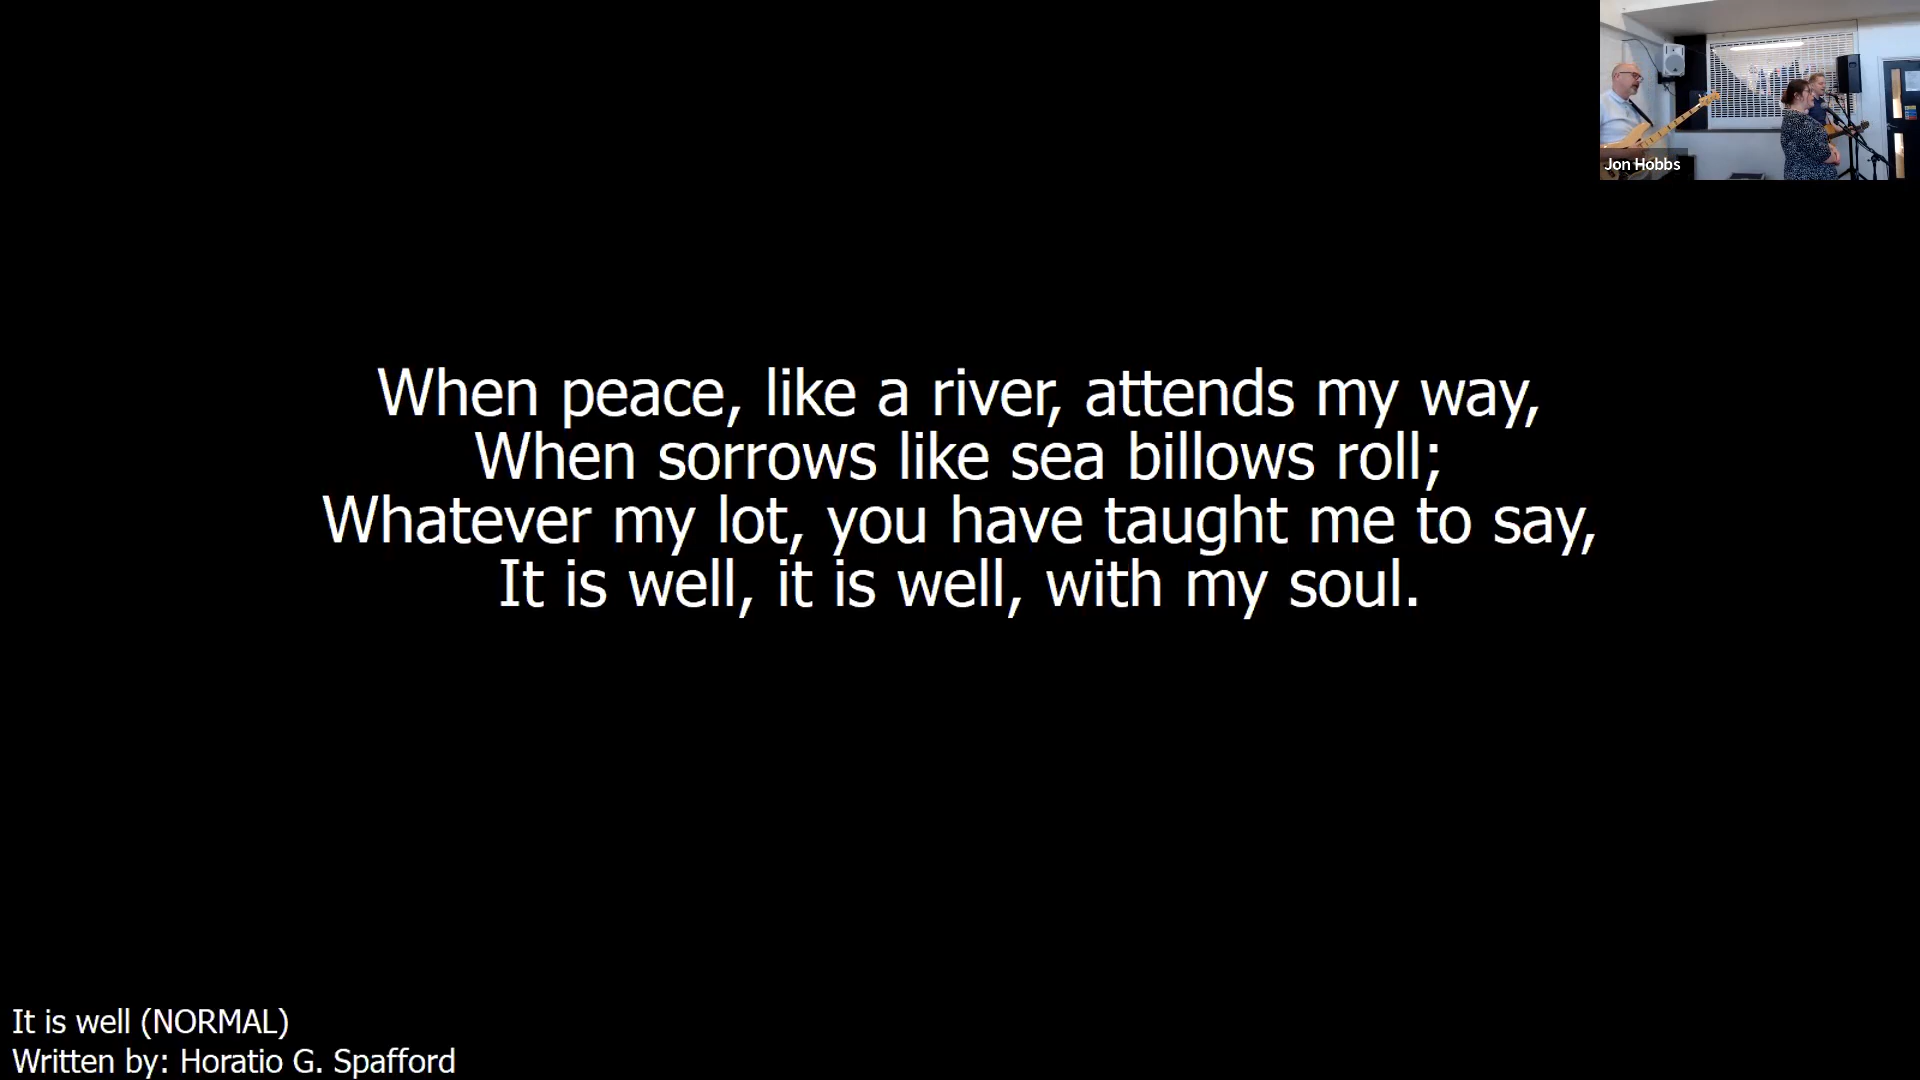 Jon Hobbs
When peace, like a river, attends my way,
When sorrows like sea billows roll;
Whatever my lot, you have taught me to say,
It is well, it is well, with my soul.
It is well (NORMAL)
Written by: Horatio G. Spafford